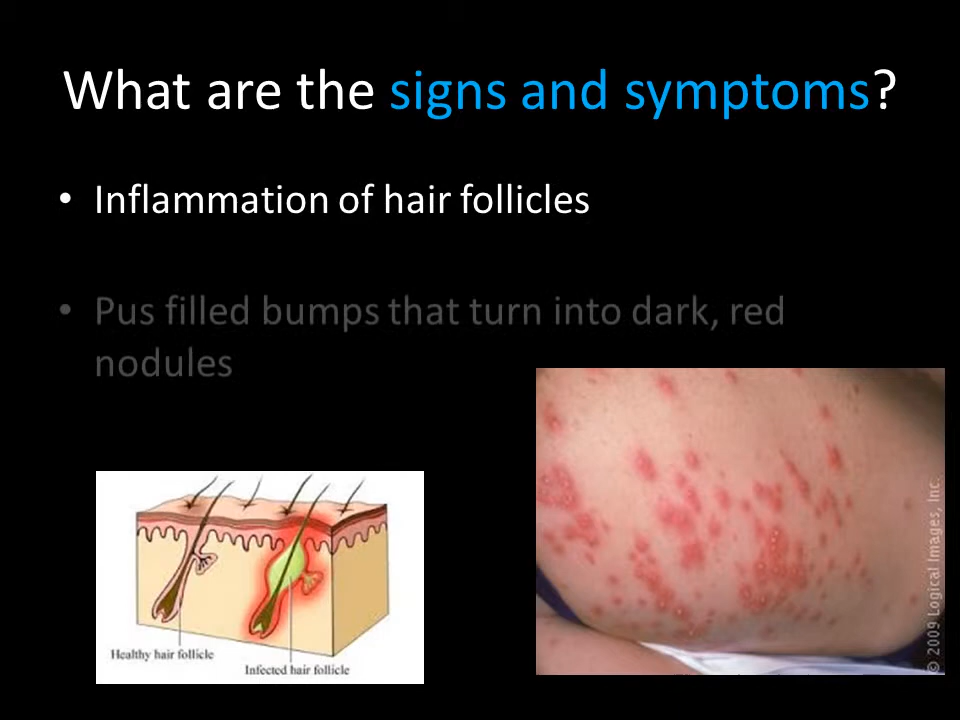 What are the signs and symptoms?
• Inflammation of hair follicles
• Pus filled bumps that turn into dark, red
nodules
Healthy hair follicle
Infected hair follicle
© 2009 Logical Images, Inc.